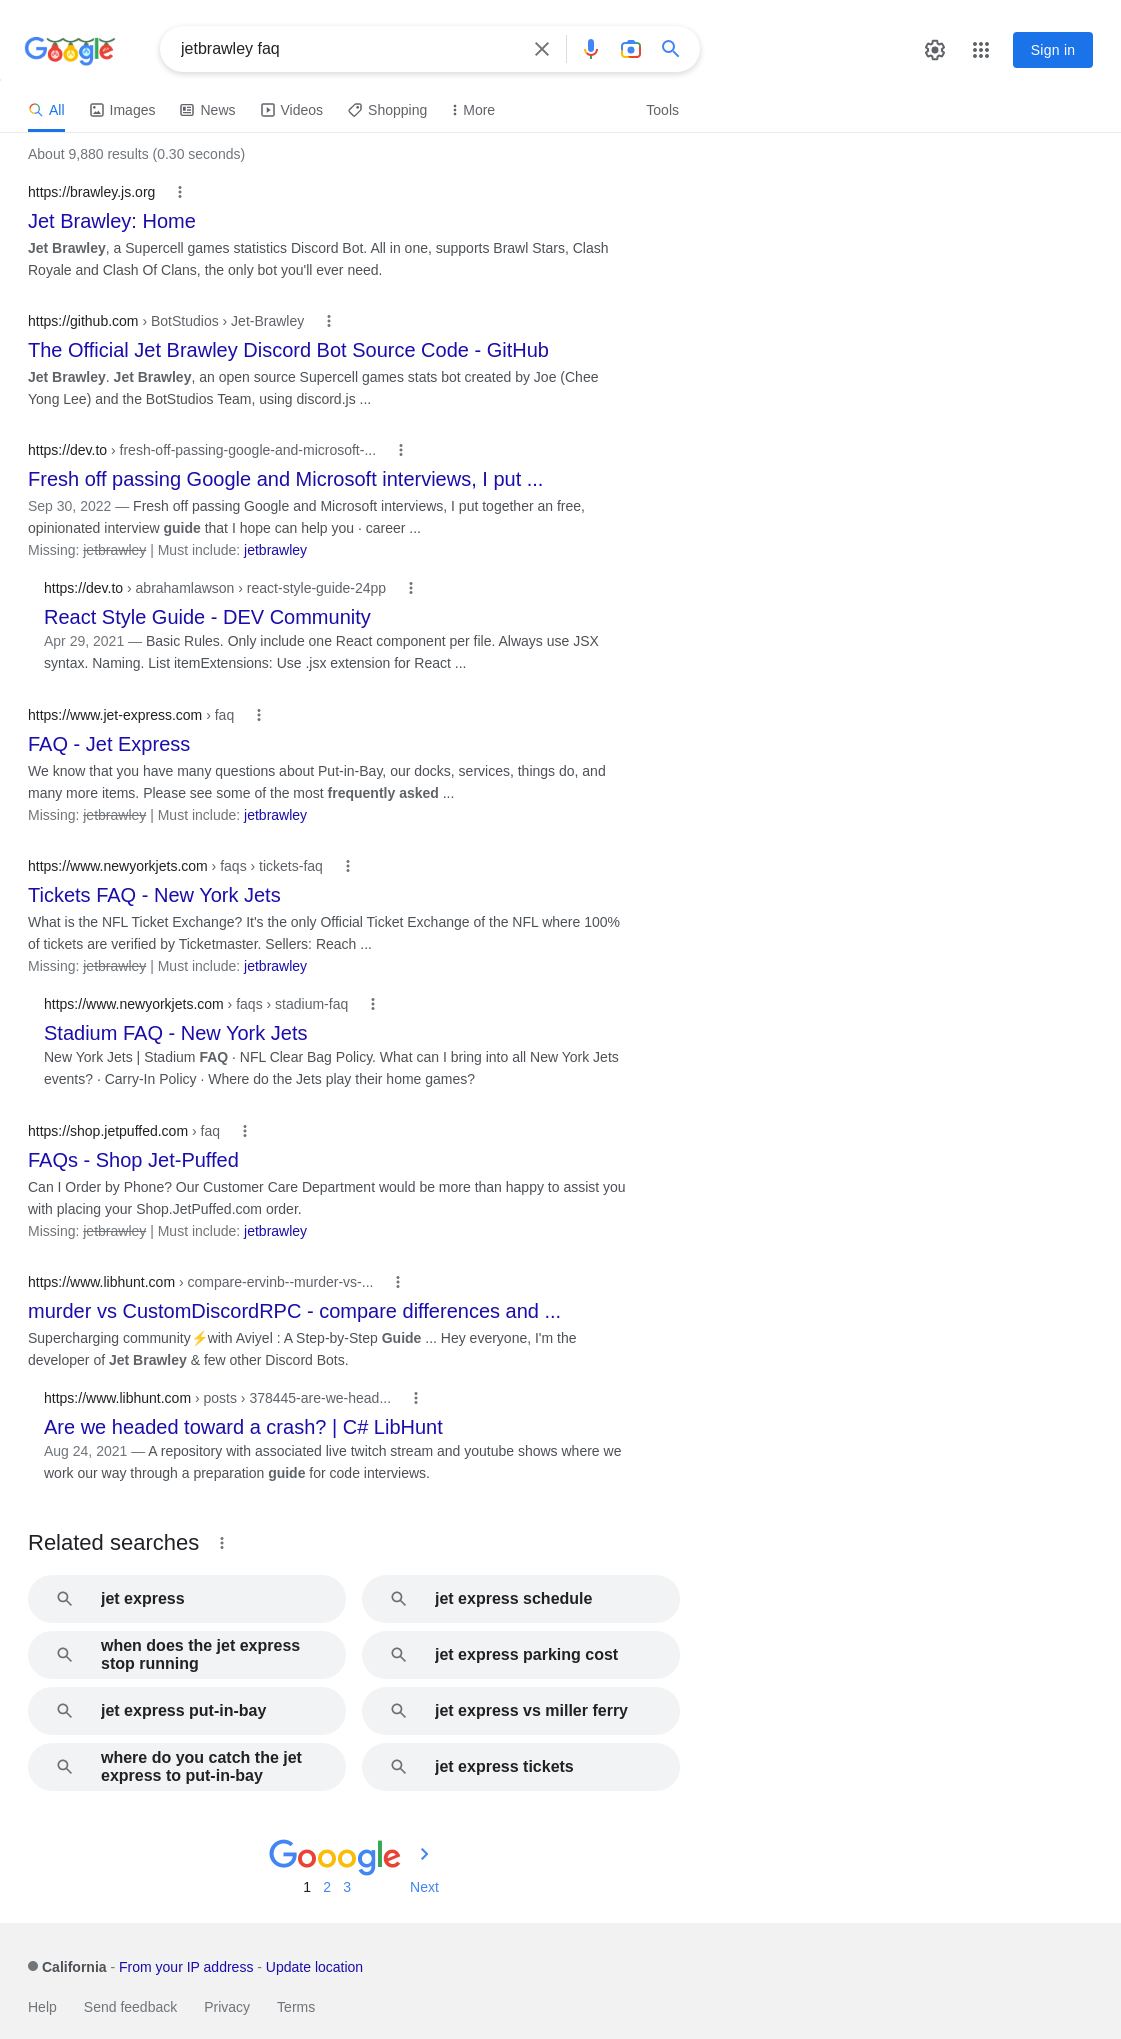 Google
jetbrawley faq
Sign in
All
Images
News
Videos
Shopping
More
Tools
About 9,880 results (0.30 seconds)
https://brawley.js.org
Jet Brawley: Home
Jet Brawley, a Supercell games statistics Discord Bot. All in one, supports Brawl Stars, Clash
Royale and Clash Of Clans, the only bot you'll ever need.
https://github.com › BotStudios › Jet-Brawley
The Official Jet Brawley Discord Bot Source Code - GitHub
Jet Brawley. Jet Brawley, an open source Supercell games stats bot created by Joe (Chee
Yong Lee) and the BotStudios Team, using discord.js ...
https://dev.to › fresh-off-passing-google-and-microsoft-...
Fresh off passing Google and Microsoft interviews, I put ...
Sep 30, 2022 — Fresh off passing Google and Microsoft interviews, I put together an free,
opinionated interview guide that I hope can help you · career ...
Missing: jetbrawley | Must include: jetbrawley
https://dev.to › abrahamlawson › react-style-guide-24pp
React Style Guide - DEV Community
Apr 29, 2021 — Basic Rules. Only include one React component per file. Always use JSX
syntax. Naming. List itemExtensions: Use .jsx extension for React ...
https://www.jet-express.com › faq
FAQ - Jet Express
We know that you have many questions about Put-in-Bay, our docks, services, things do, and
many more items. Please see some of the most frequently asked ...
Missing: jetbrawley | Must include: jetbrawley
https://www.newyorkjets.com › faqs › tickets-faq
Tickets FAQ - New York Jets
What is the NFL Ticket Exchange? It's the only Official Ticket Exchange of the NFL where 100%
of tickets are verified by Ticketmaster. Sellers: Reach ...
Missing: jetbrawley | Must include: jetbrawley
https://www.newyorkjets.com › faqs › stadium-faq
Stadium FAQ - New York Jets
New York Jets | Stadium FAQ · NFL Clear Bag Policy. What can I bring into all New York Jets
events? · Carry-In Policy · Where do the Jets play their home games?
https://shop.jetpuffed.com › faq
FAQs - Shop Jet-Puffed
Can I Order by Phone? Our Customer Care Department would be more than happy to assist you
with placing your Shop.JetPuffed.com order.
Missing: jetbrawley | Must include: jetbrawley
https://www.libhunt.com › compare-ervinb--murder-vs-...
murder vs CustomDiscordRPC - compare differences and ...
Supercharging community⚡with Aviyel : A Step-by-Step Guide ... Hey everyone, I'm the
developer of Jet Brawley & few other Discord Bots.
https://www.libhunt.com › posts › 378445-are-we-head...
Are we headed toward a crash? | C# LibHunt
Aug 24, 2021 — A repository with associated live twitch stream and youtube shows where we
work our way through a preparation guide for code interviews.
Related searches
jet express
jet express schedule
when does the jet express
stop running
jet express parking cost
jet express put-in-bay
jet express vs miller ferry
where do you catch the jet
express to put-in-bay
jet express tickets
Gooogle
1 2 3 Next
California - From your IP address - Update location
Help Send feedback Privacy Terms